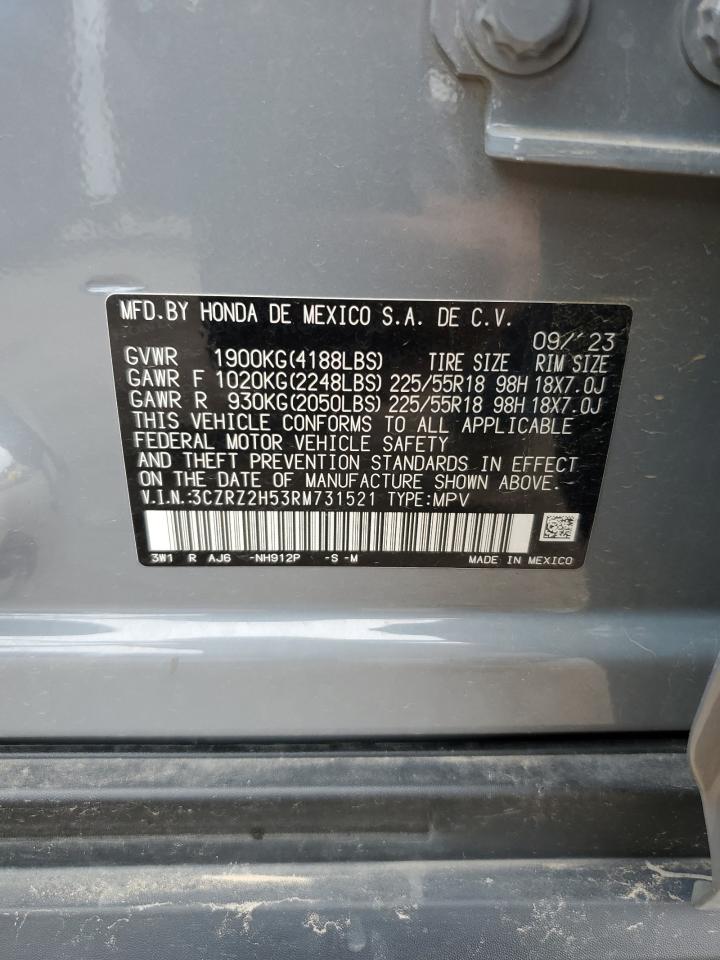 MFD.BY HONDA DE MEXICO S.A. DE C.V.
09/'23
GVWR 1900KG(4188LBS) TIRE SIZE RIM SIZE
GAWR F 1020KG(2248LBS) 225/55R18 98H 18X7.0J
GAWR R 930KG(2050LBS) 225/55R18 98H 18X7.0J
THIS VEHICLE CONFORMS TO ALL APPLICABLE
FEDERAL MOTOR VEHICLE SAFETY
AND THEFT PREVENTION STANDARDS IN EFFECT
ON THE DATE OF MANUFACTURE SHOWN ABOVE.
V.I.N.:3CZRZ2H53RM731521 TYPE:MPV
3W1 R AJ6 -NH912P -S -M MADE IN MEXICO